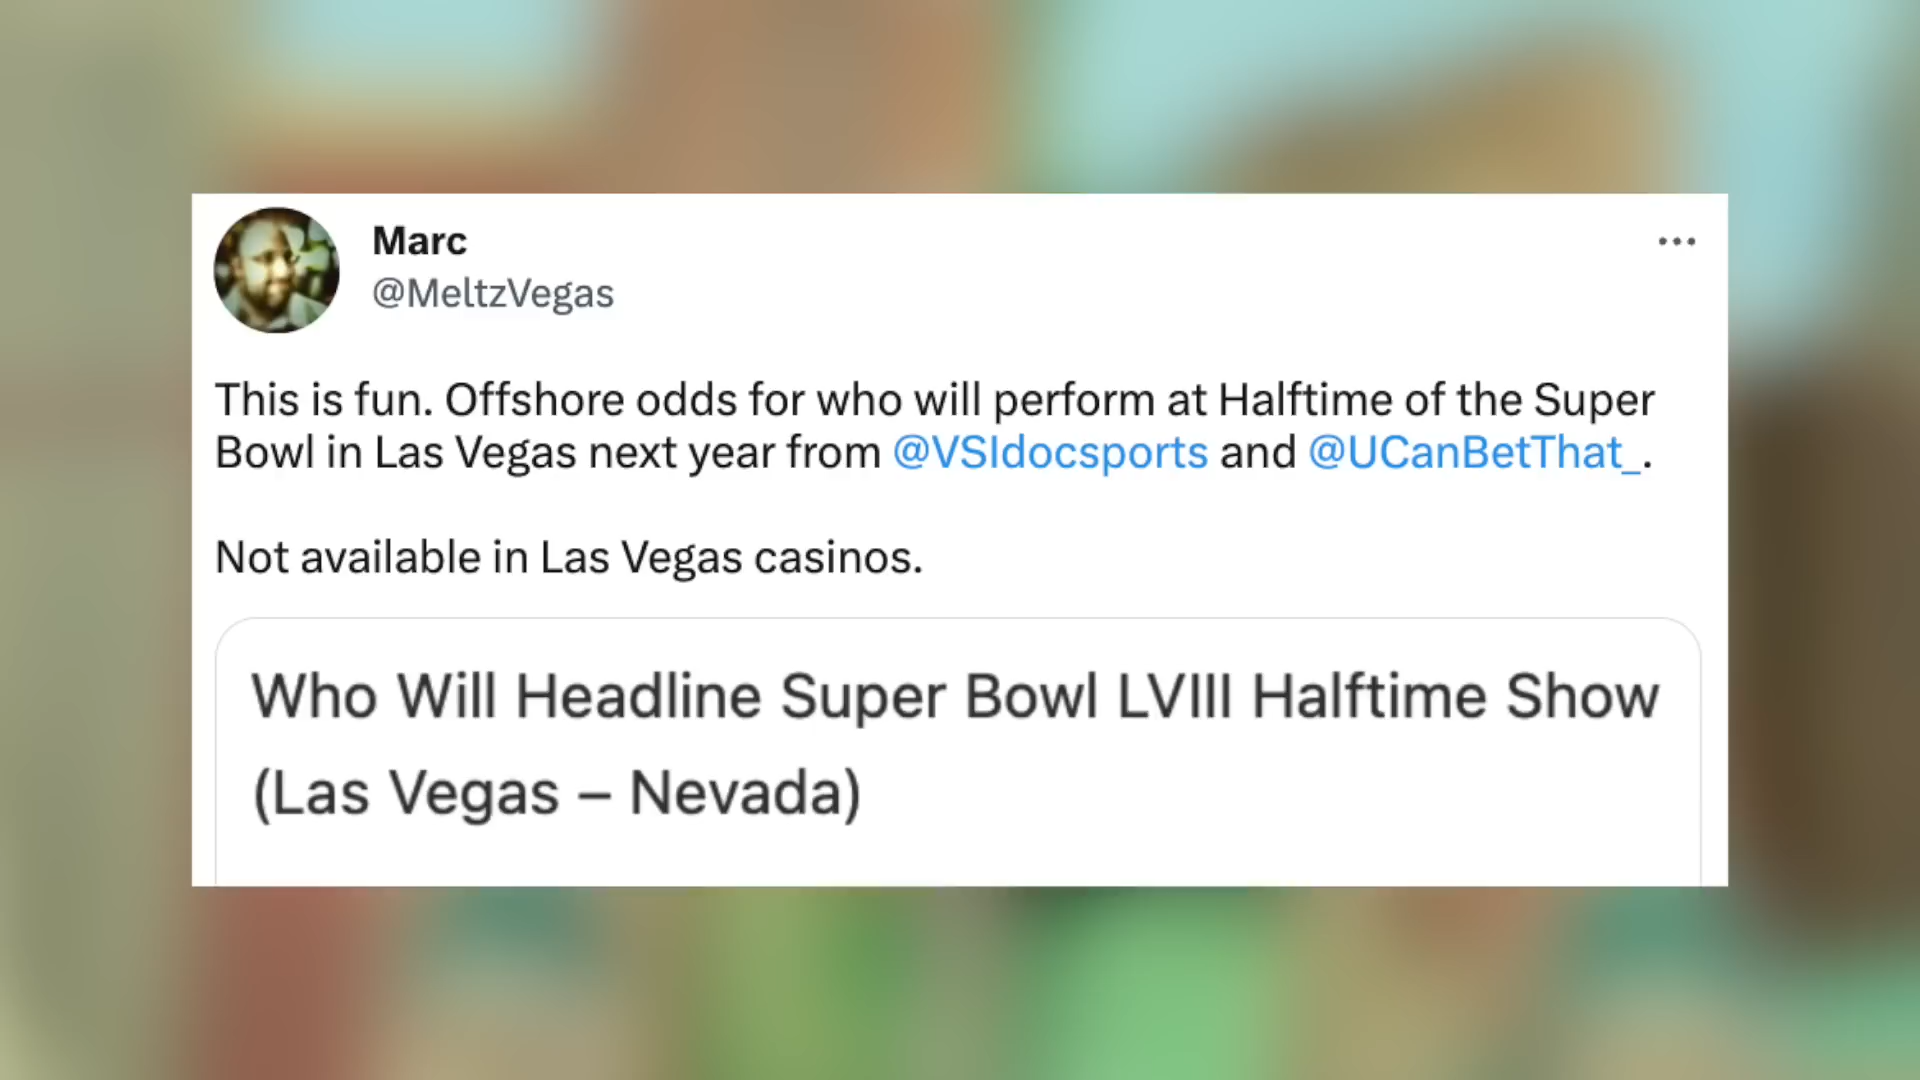 Marc
@MeltzVegas
This is fun. Offshore odds for who will perform at Halftime of the Super
Bowl in Las Vegas next year from @VSIdocsports and @UCanBetThat_.
Not available in Las Vegas casinos.
Who Will Headline Super Bowl LVIII Halftime Show
(Las Vegas – Nevada)